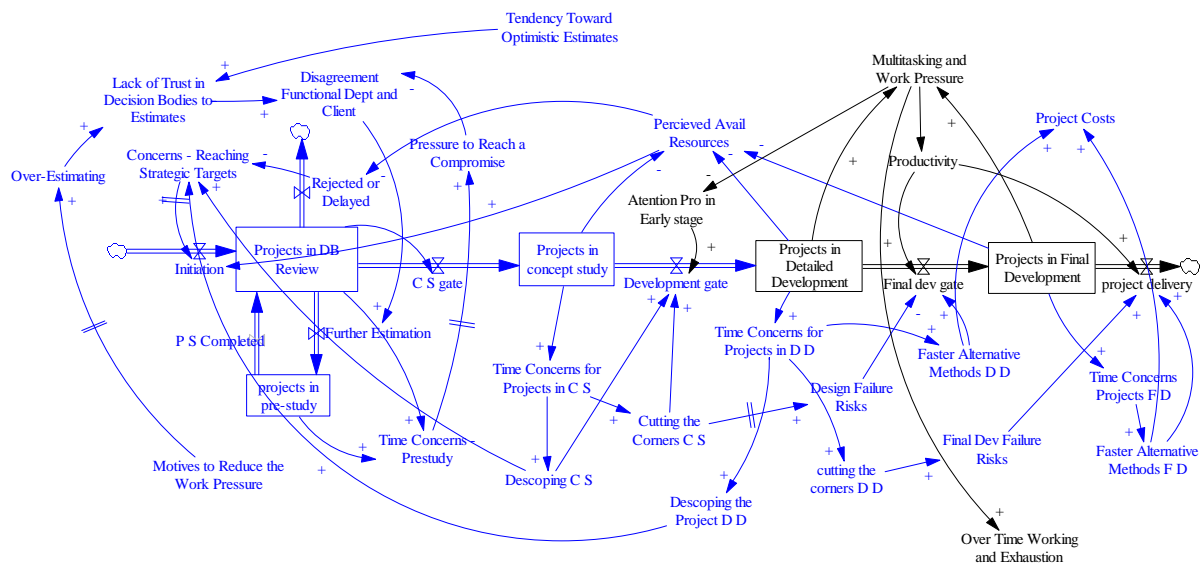 Tendency Toward
Optimistic Estimates
Lack of Trust in
Decision Bodies to-
Estimates
Disagreement
Functional Dept and
Client
Multitasking and
Work Pressure
Percieved Avail
Resources
Project Costs
Concerns - Reaching
Strategic Targets
Over-Estimating
Rejected or
Delayed
Pressure to Reach a
Compromise
Productivity
Atention Pro in
Early stage
Projects in DB
Review
Projects in
concept study
Projects in
Detailed
Development
Projects in Final
Development
Initiation
C S gate
Development gate
Final dev gate
project delivery
P S Completed
Further Estimation
projects in
pre-study
Time Concerns for
Projects in C S
Time Concerns for
Projects in D D
Faster Alternative
Methods D D
Time Concerns
Projects F D
Design Failure
Risks
Cutting the
Corners C S
Time Concerns -
Prestudy
Motives to Reduce the
Work Pressure
Descoping C S
Descoping the
Project D D
cutting the
corners D D
Final Dev Failure
Risks
Faster Alternative
Methods F D
Over Time Working
and Exhaustion